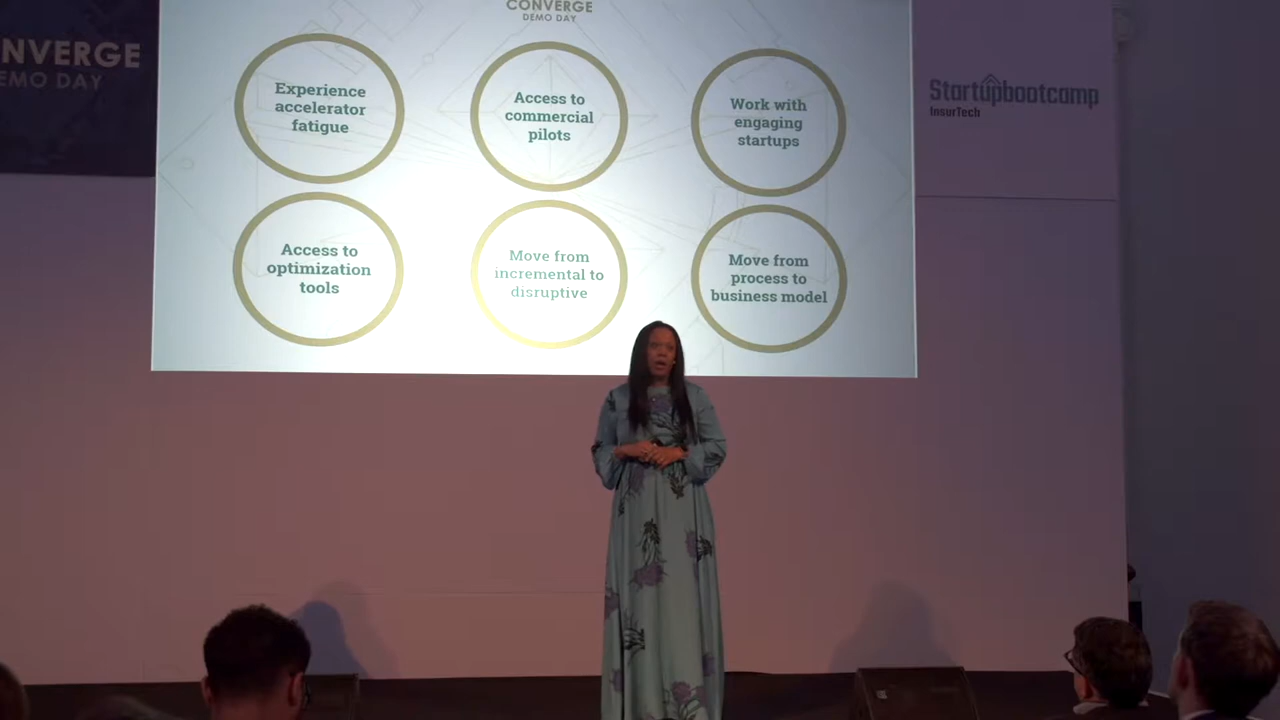 NVERGE
EMO DAY
CONVERGE
DEMO DAY
Experience
accelerator
fatigue
Access to
commercial
pilots
Work with
engaging
startups
Access to
optimization
tools
Move from
incremental to
disruptive
Move from
process to
business model
Startupbootcamp
InsurTech